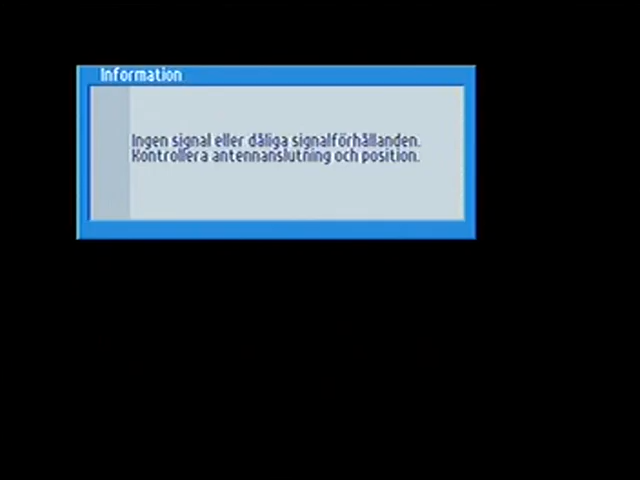 Information
Ingen signal eller dåliga signalförhållanden.
Kontrollera antennanslutning och position.